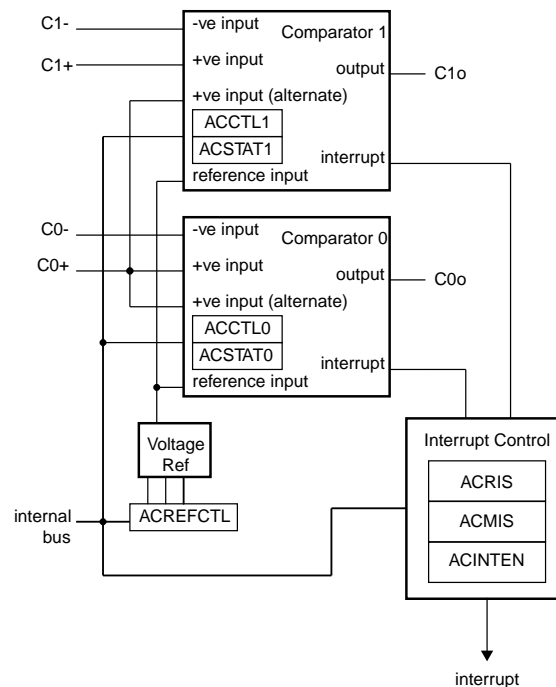 C1-
-ve input
Comparator 1
C1+
+ve input
output
C1o
+ve input (alternate)
ACCTL1
ACSTAT1
interrupt
reference input
C0-
-ve input
Comparator 0
C0+
+ve input
output
C0o
+ve input (alternate)
ACCTL0
ACSTAT0
interrupt
reference input
Voltage
Ref
Interrupt Control
ACRIS
internal
bus
ACREFCTL
ACMIS
ACINTEN
interrupt